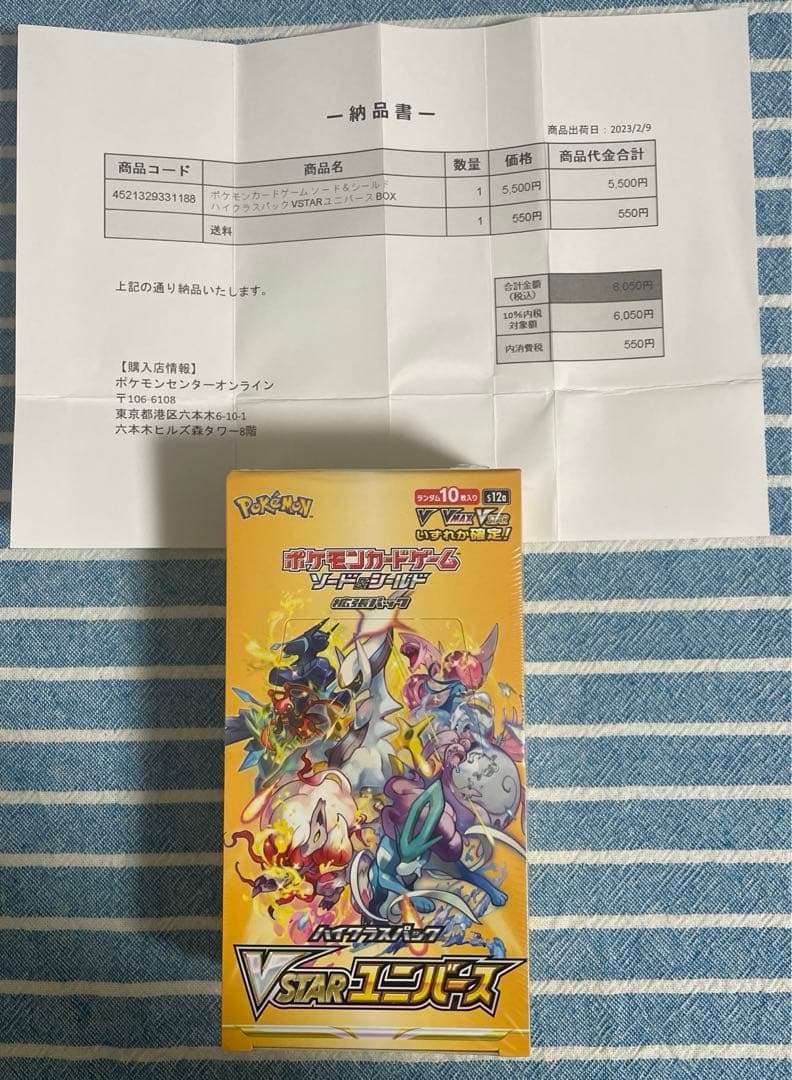 ー納品書ー
商品出荷日：2023/2/9
商品コード 商品名 数量 価格 商品代金合計
4521329331188 ポケモンカードゲーム ソード＆シールド
ハイクラスパック VSTARユニバース BOX 1 5,500円 5,500円
送料 1 550円 550円
上記の通り納品いたします。
合計金額
(税込) 6,050円
10%内税
対象額 6,050円
内消費税 550円
【購入店情報】
ポケモンセンターオンライン
〒106-6108
東京都港区六本木6-10-1
六本木ヒルズ森タワー8階
POKéMON
ランダム10枚入り s12a
V VMAX VSTAR
いずれか確定!
ポケモンカードゲーム
ソード&シールド
拡張パック
ハイクラスパック
VSTARユニバース